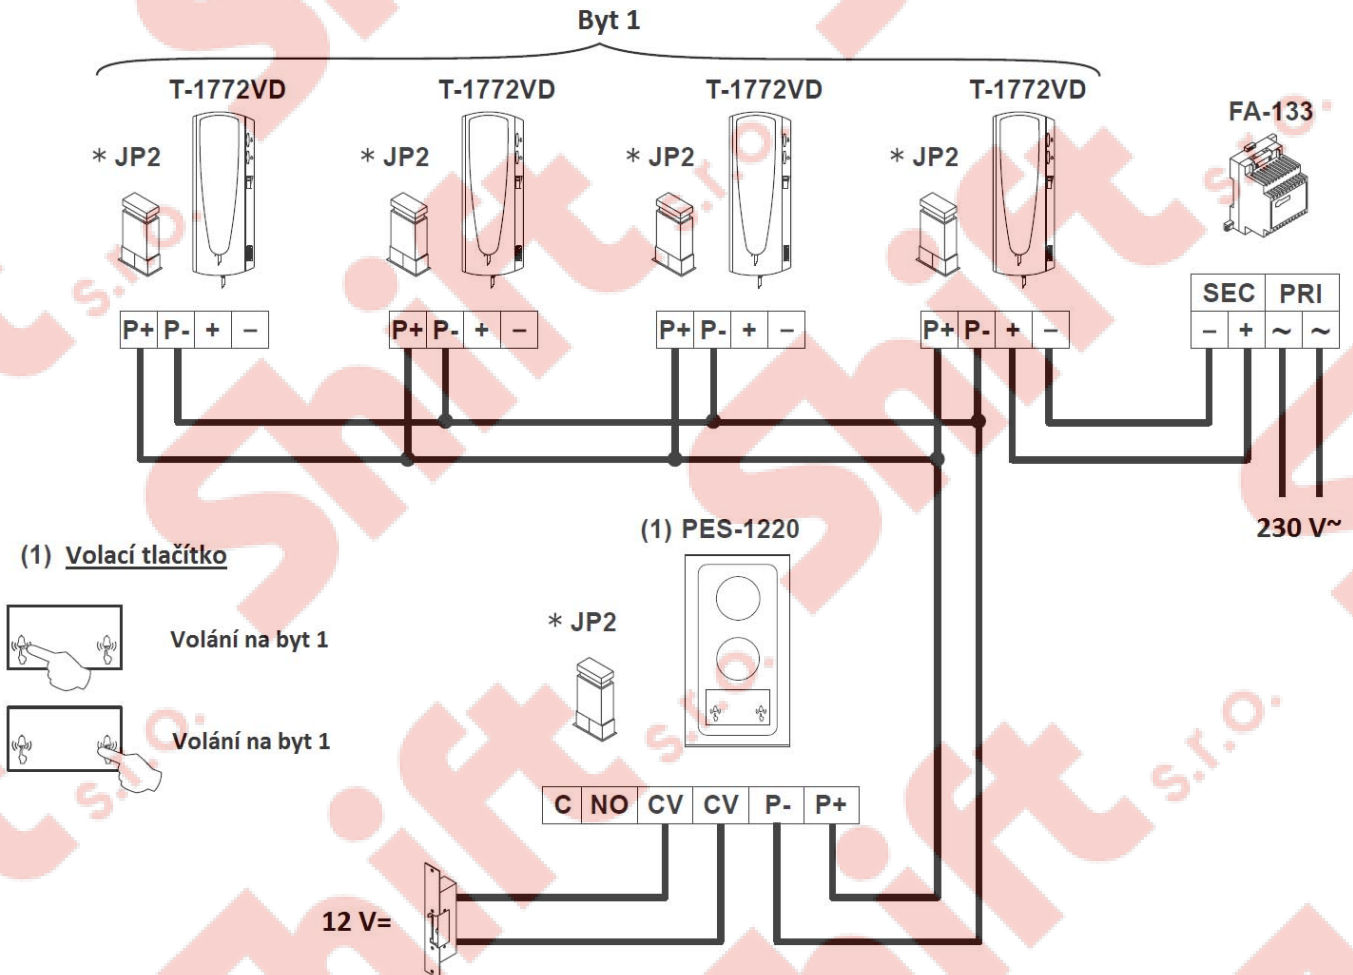 Byt 1
T-1772VD T-1772VD T-1772VD T-1772VD
FA-133
* JP2 * JP2 * JP2 * JP2
SEC PRI
P+ P- + – P+ P- + – P+ P- + – P+ P- + – – + ~ ~
(1) PES-1220
230 V~
(1) Volací tlačítko
* JP2
Volání na byt 1
Volání na byt 1
C NO CV CV P- P+
12 V=
Shift s.r.o.